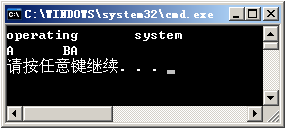 C:\WINDOWS\system32\cmd.exe
operating system
A BA
请按任意键继续. . .